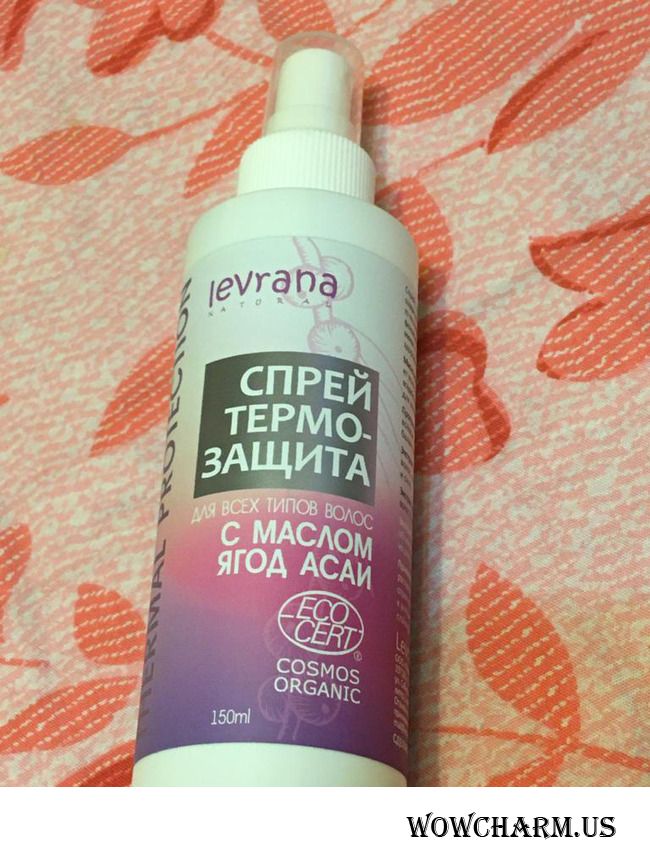 levrana
NATURAL
THERMAL PROTECTION
СПРЕЙ
ТЕРМО-
ЗАЩИТА
ДЛЯ ВСЕХ ТИПОВ ВОЛОС
С МАСЛОМ
ЯГОД АСАИ
ECO
CERT
®
COSMOS
ORGANIC
150ml
WOWCHARM.US